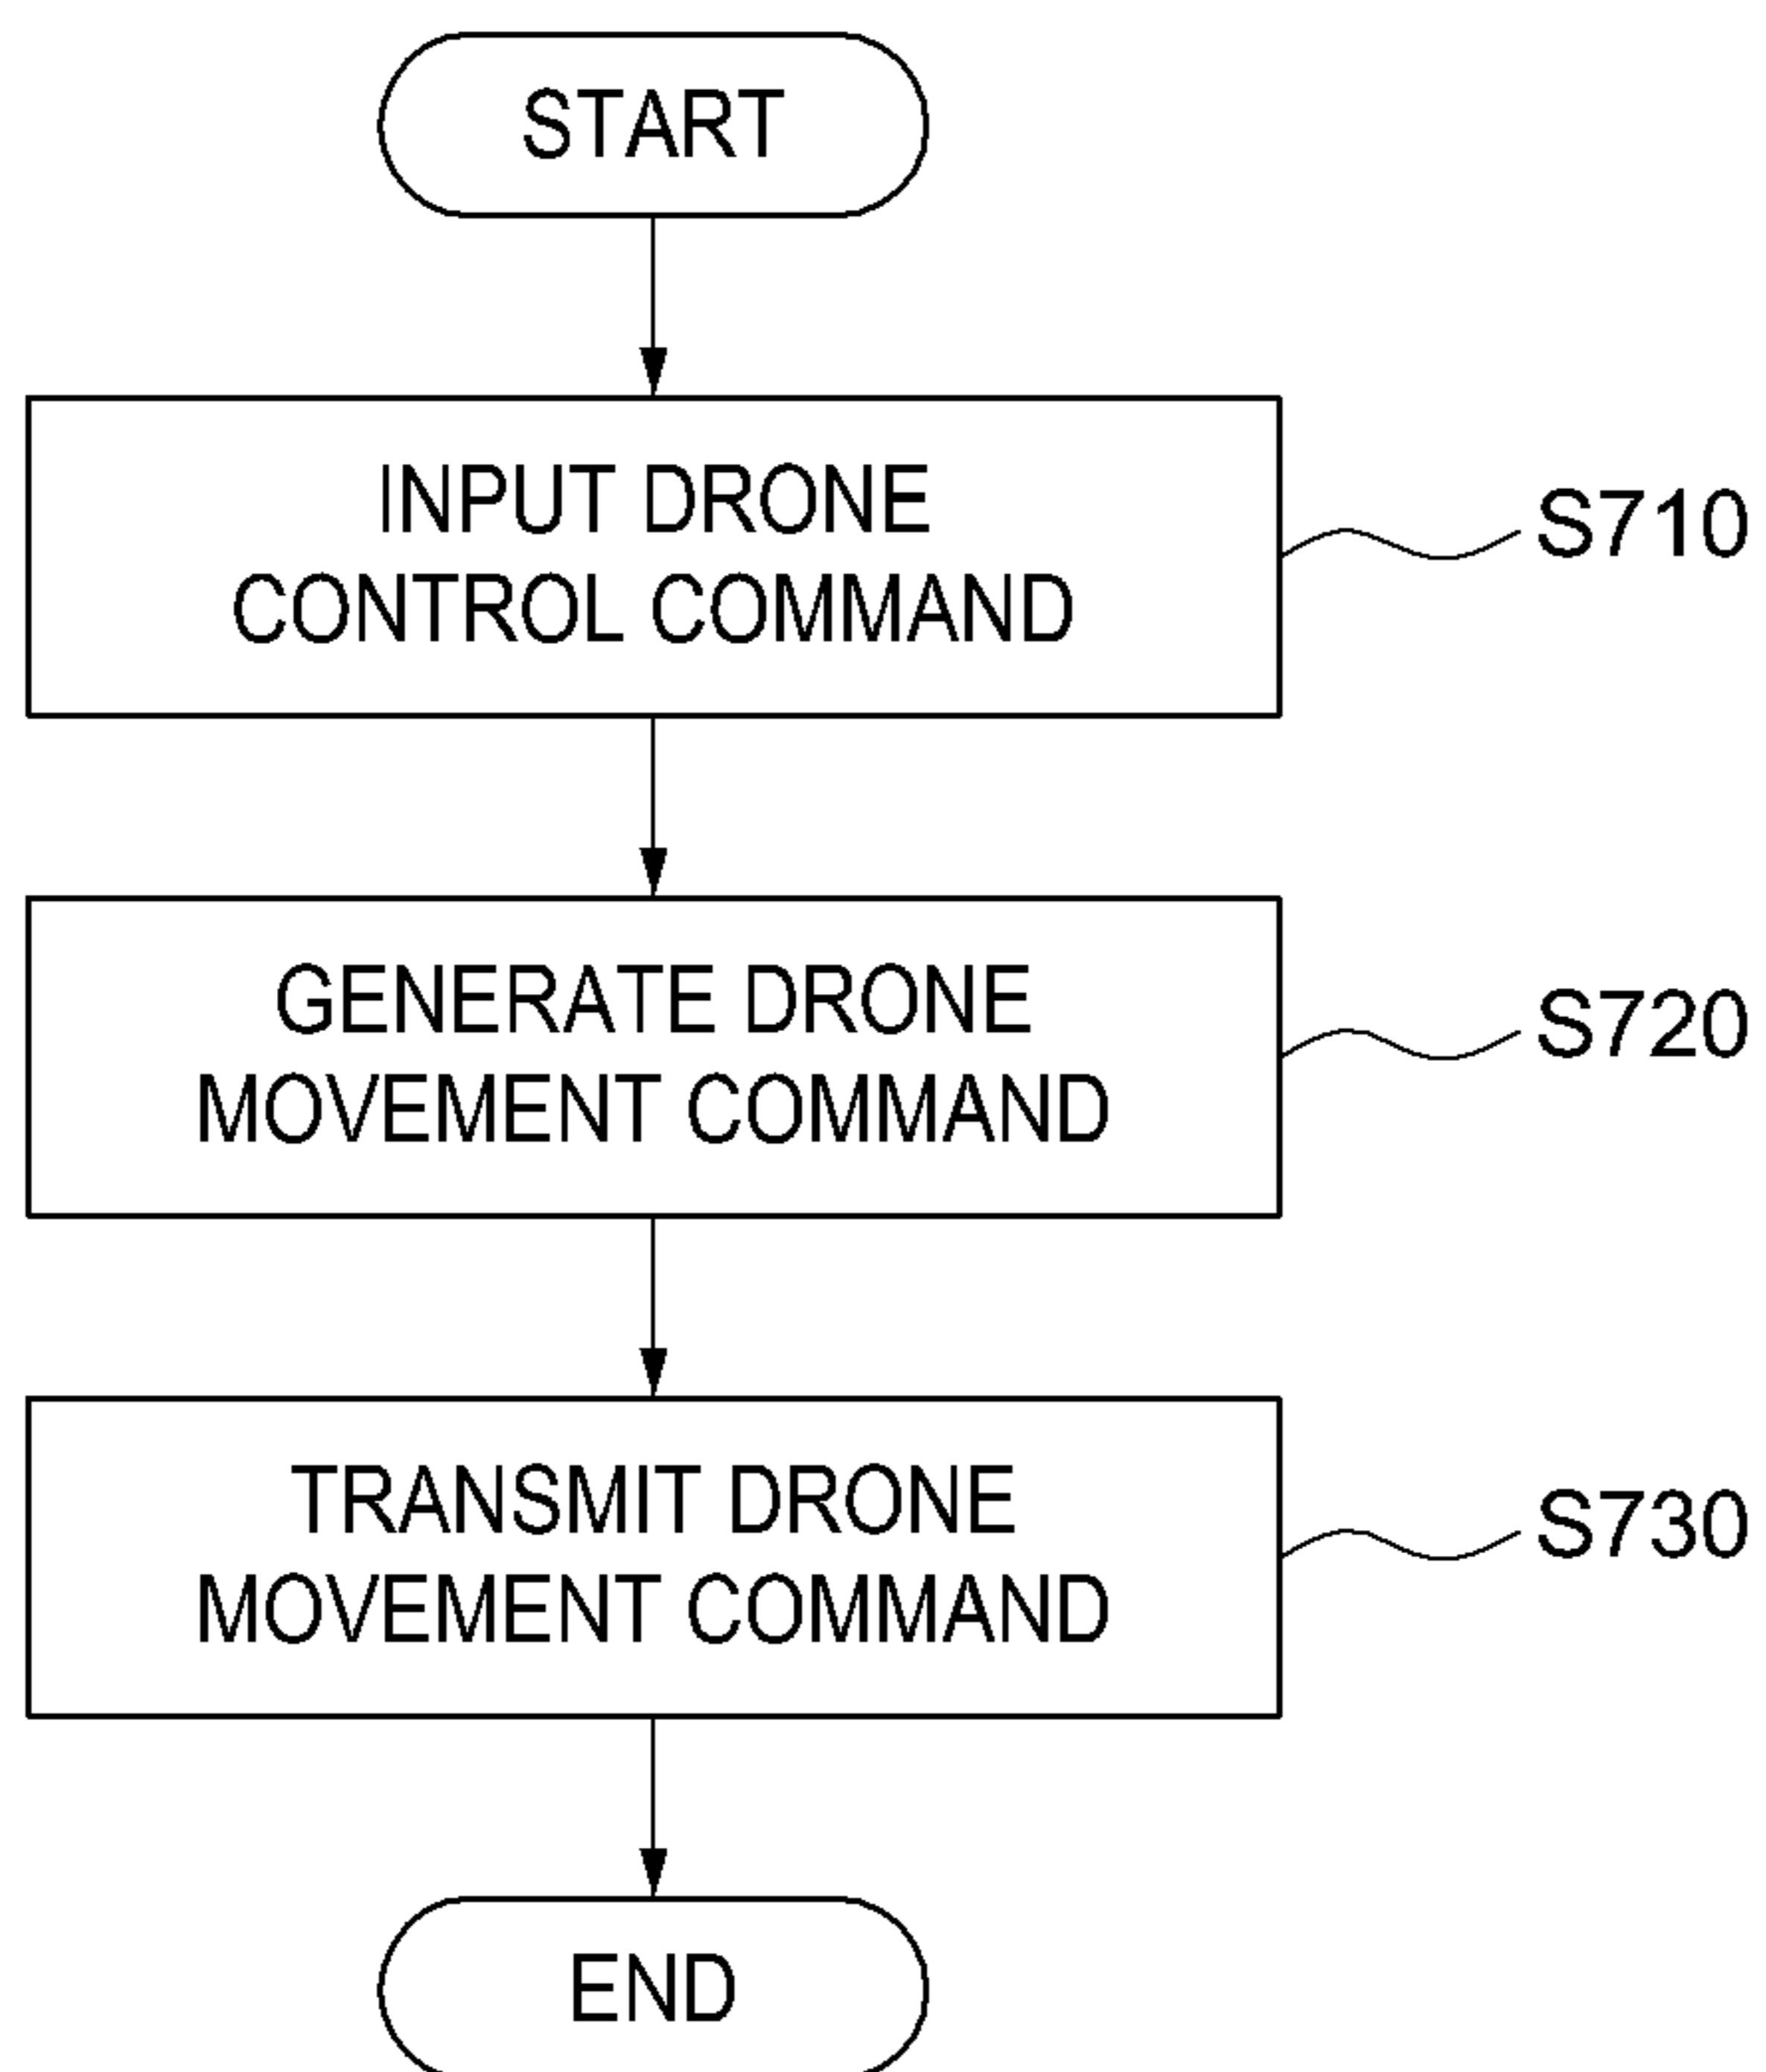 START
INPUT DRONE
CONTROL COMMAND
S710
GENERATE DRONE
MOVEMENT COMMAND
S720
TRANSMIT DRONE
MOVEMENT COMMAND
S730
END